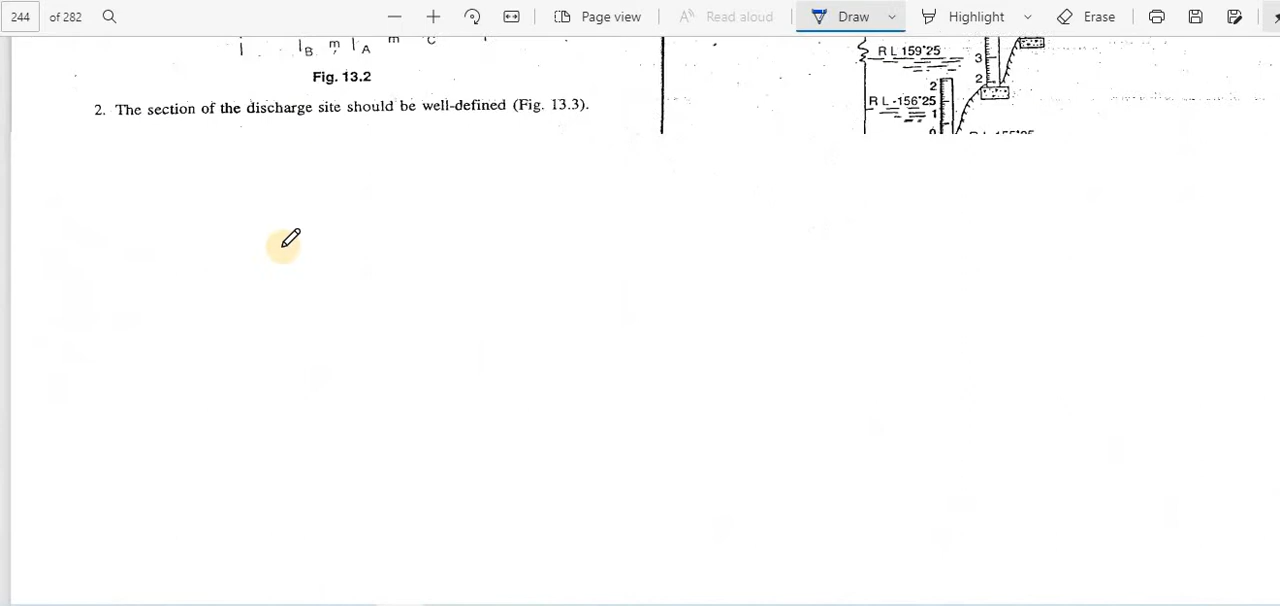 244 of 282 Page view Read aloud Draw Highlight Erase
B m A m C
Fig. 13.2
2. The section of the discharge site should be well-defined (Fig. 13.3).
R L 159'25
3
2
2
R L-156'25
1
0